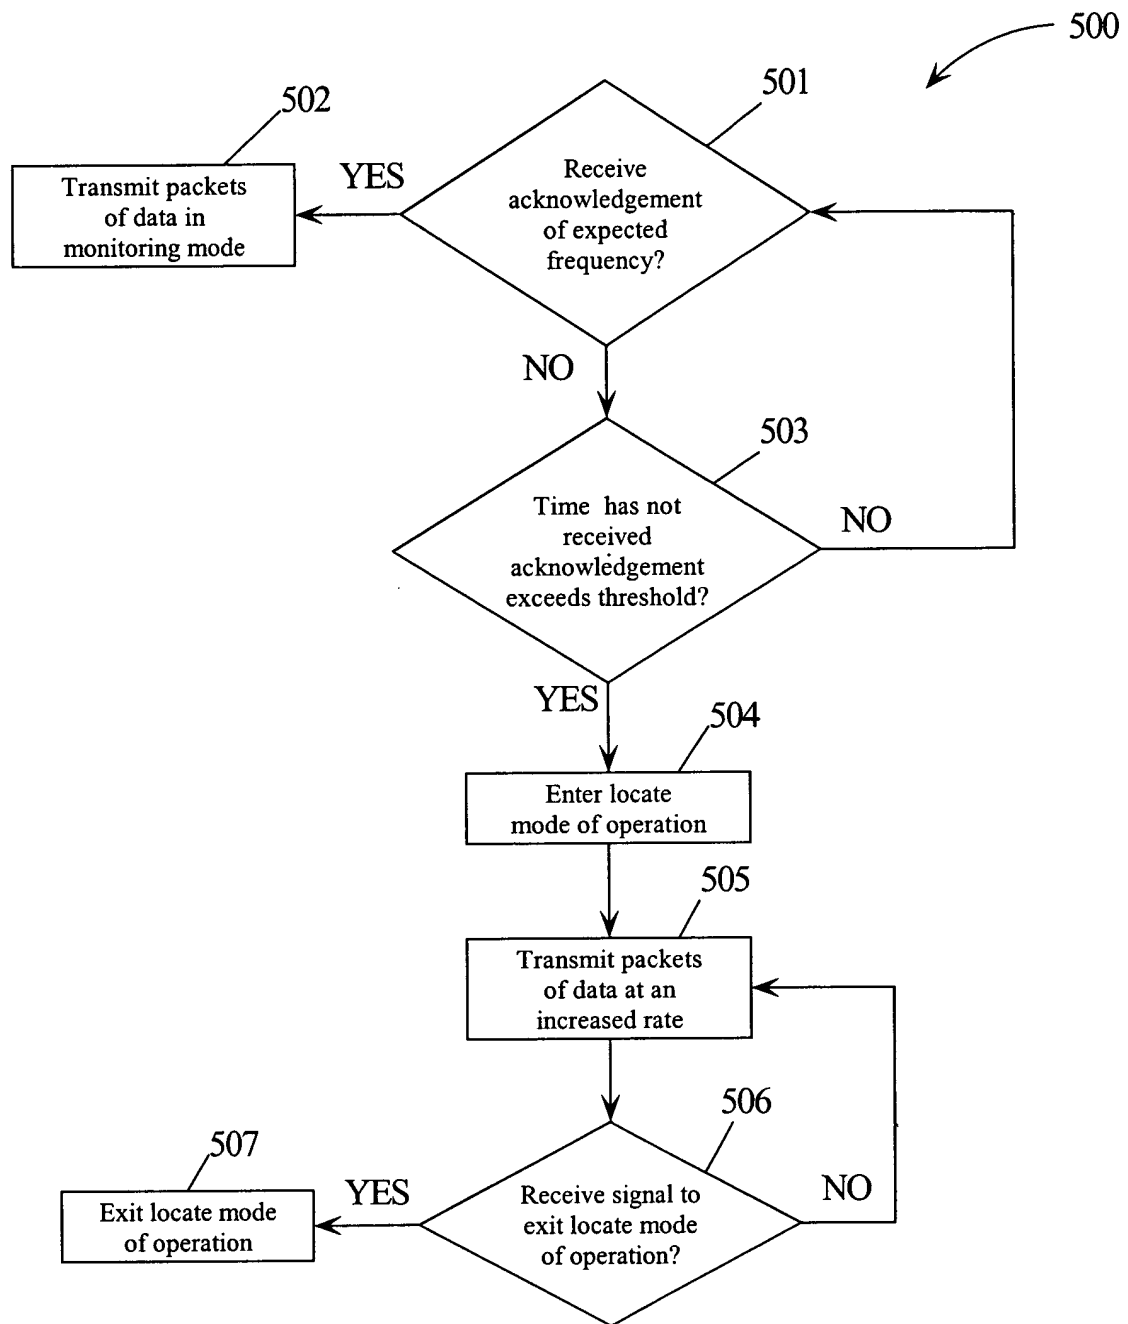 500
501
502
YES
Transmit packets
of data in
monitoring mode
Receive
acknowledgement
of expected
frequency?
NO
503
Time has not
received
acknowledgement
exceeds threshold?
NO
YES
504
Enter locate
mode of operation
505
Transmit packets
of data at an
increased rate
506
507
YES
NO
Receive signal to
exit locate mode
of operation?
Exit locate mode
of operation